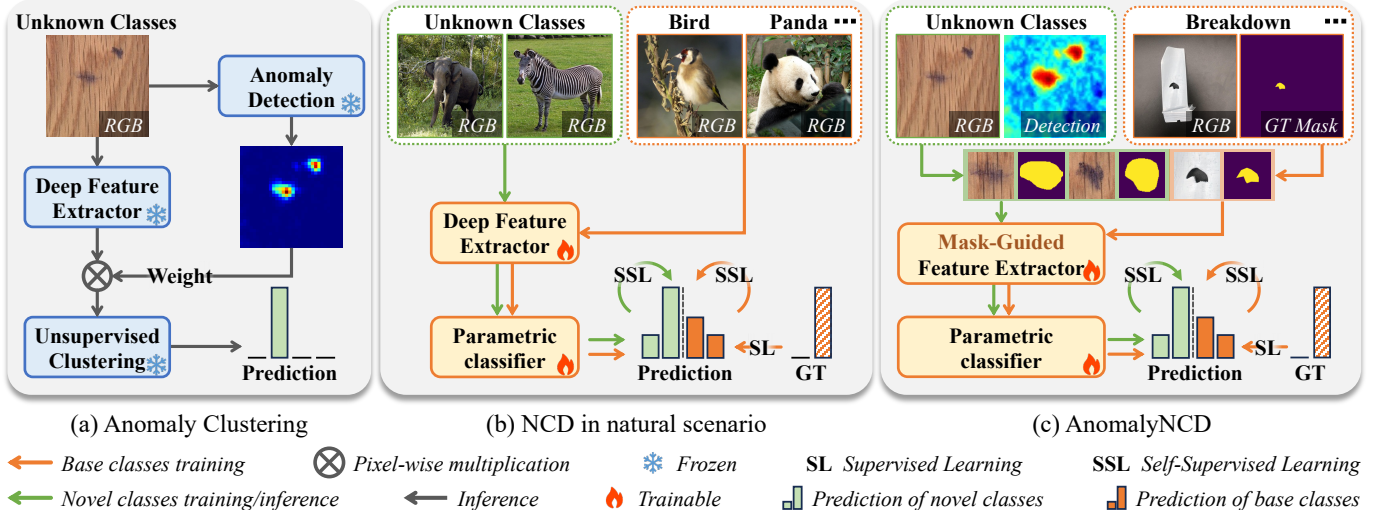 Unknown Classes
RGB
Anomaly
Detection
Deep Feature
Extractor
Weight
Unsupervised
Clustering
Prediction
(a) Anomaly Clustering
Unknown Classes
RGB
RGB
Bird
Panda
RGB
RGB
Deep Feature
Extractor
SSL
SSL
Parametric
classifier
SL
Prediction
GT
(b) NCD in natural scenario
Unknown Classes
RGB
Detection
Breakdown
RGB
GT Mask
Mask-Guided
Feature Extractor
SSL
SSL
Parametric
classifier
SL
Prediction
GT
(c) AnomalyNCD
Base classes training
Pixel-wise multiplication
Frozen
SL Supervised Learning
SSL Self-Supervised Learning
Novel classes training/inference
Inference
Trainable
Prediction of novel classes
Prediction of base classes